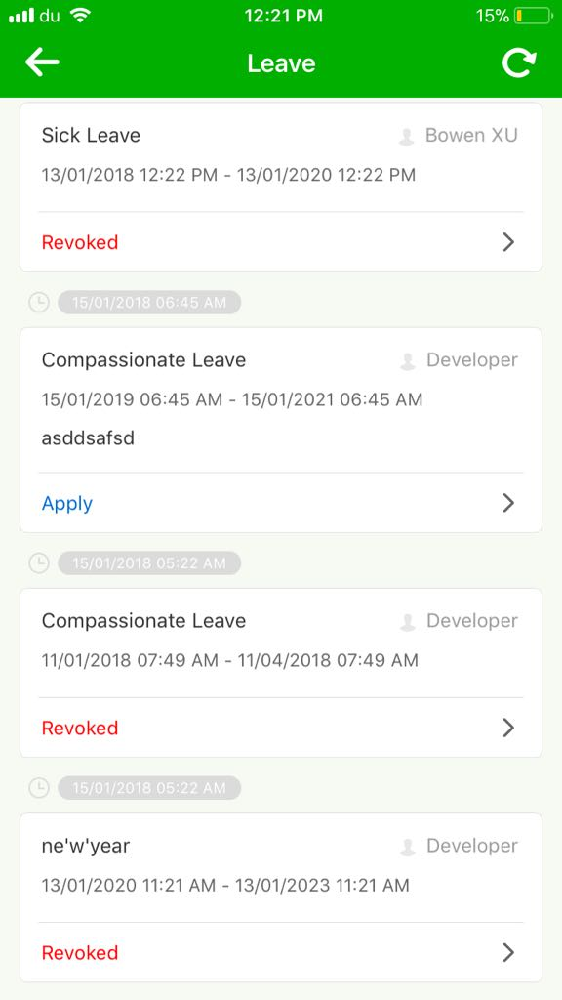 du 12:21 PM 15%
Leave
Sick Leave Bowen XU
13/01/2018 12:22 PM - 13/01/2020 12:22 PM
Revoked
15/01/2018 06:45 AM
Compassionate Leave Developer
15/01/2019 06:45 AM - 15/01/2021 06:45 AM
asddsafsd
Apply
15/01/2018 05:22 AM
Compassionate Leave Developer
11/01/2018 07:49 AM - 11/04/2018 07:49 AM
Revoked
15/01/2018 05:22 AM
ne'w'year Developer
13/01/2020 11:21 AM - 13/01/2023 11:21 AM
Revoked